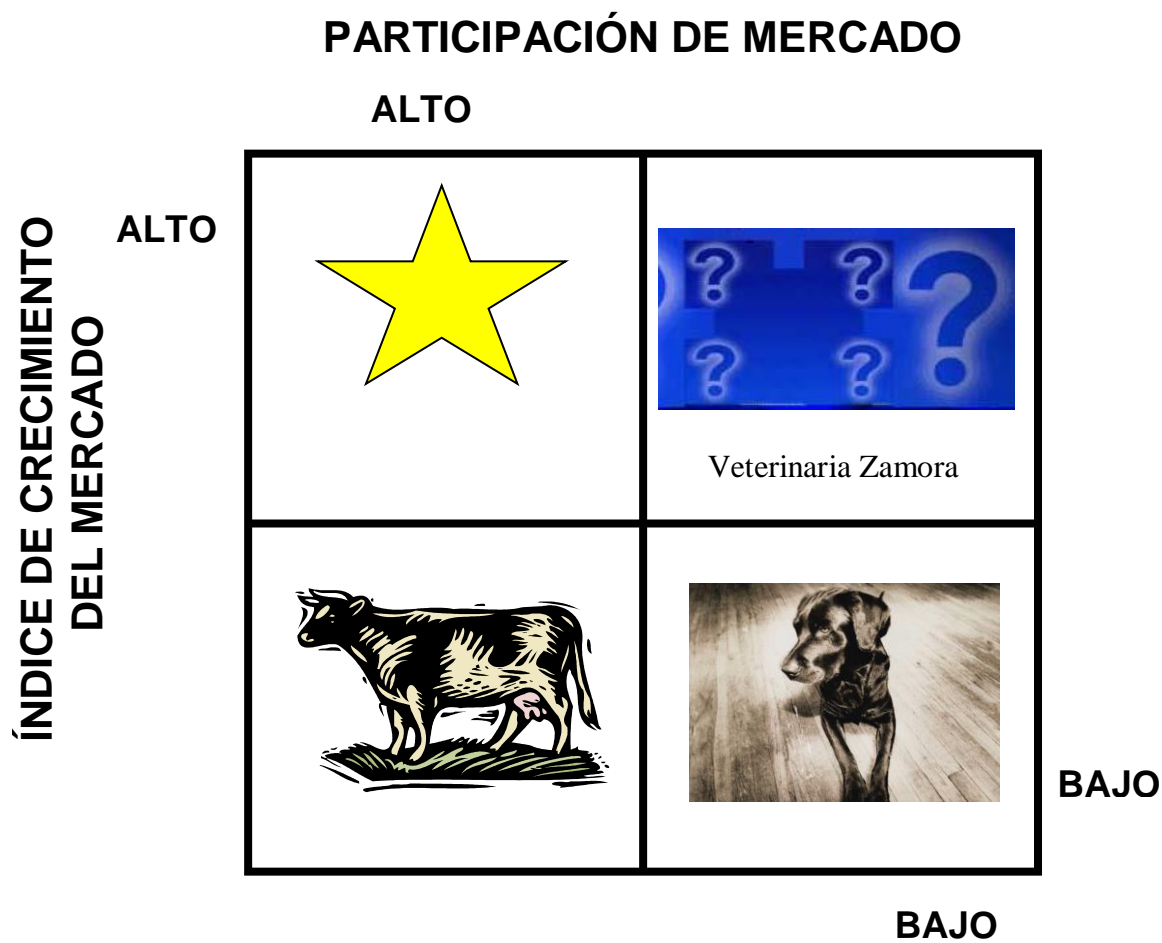 PARTICIPACIÓN DE MERCADO
ALTO
ALTO
ÍNDICE DE CRECIMIENTO
DEL MERCADO
? ? ?
? ?
Veterinaria Zamora
BAJO
BAJO